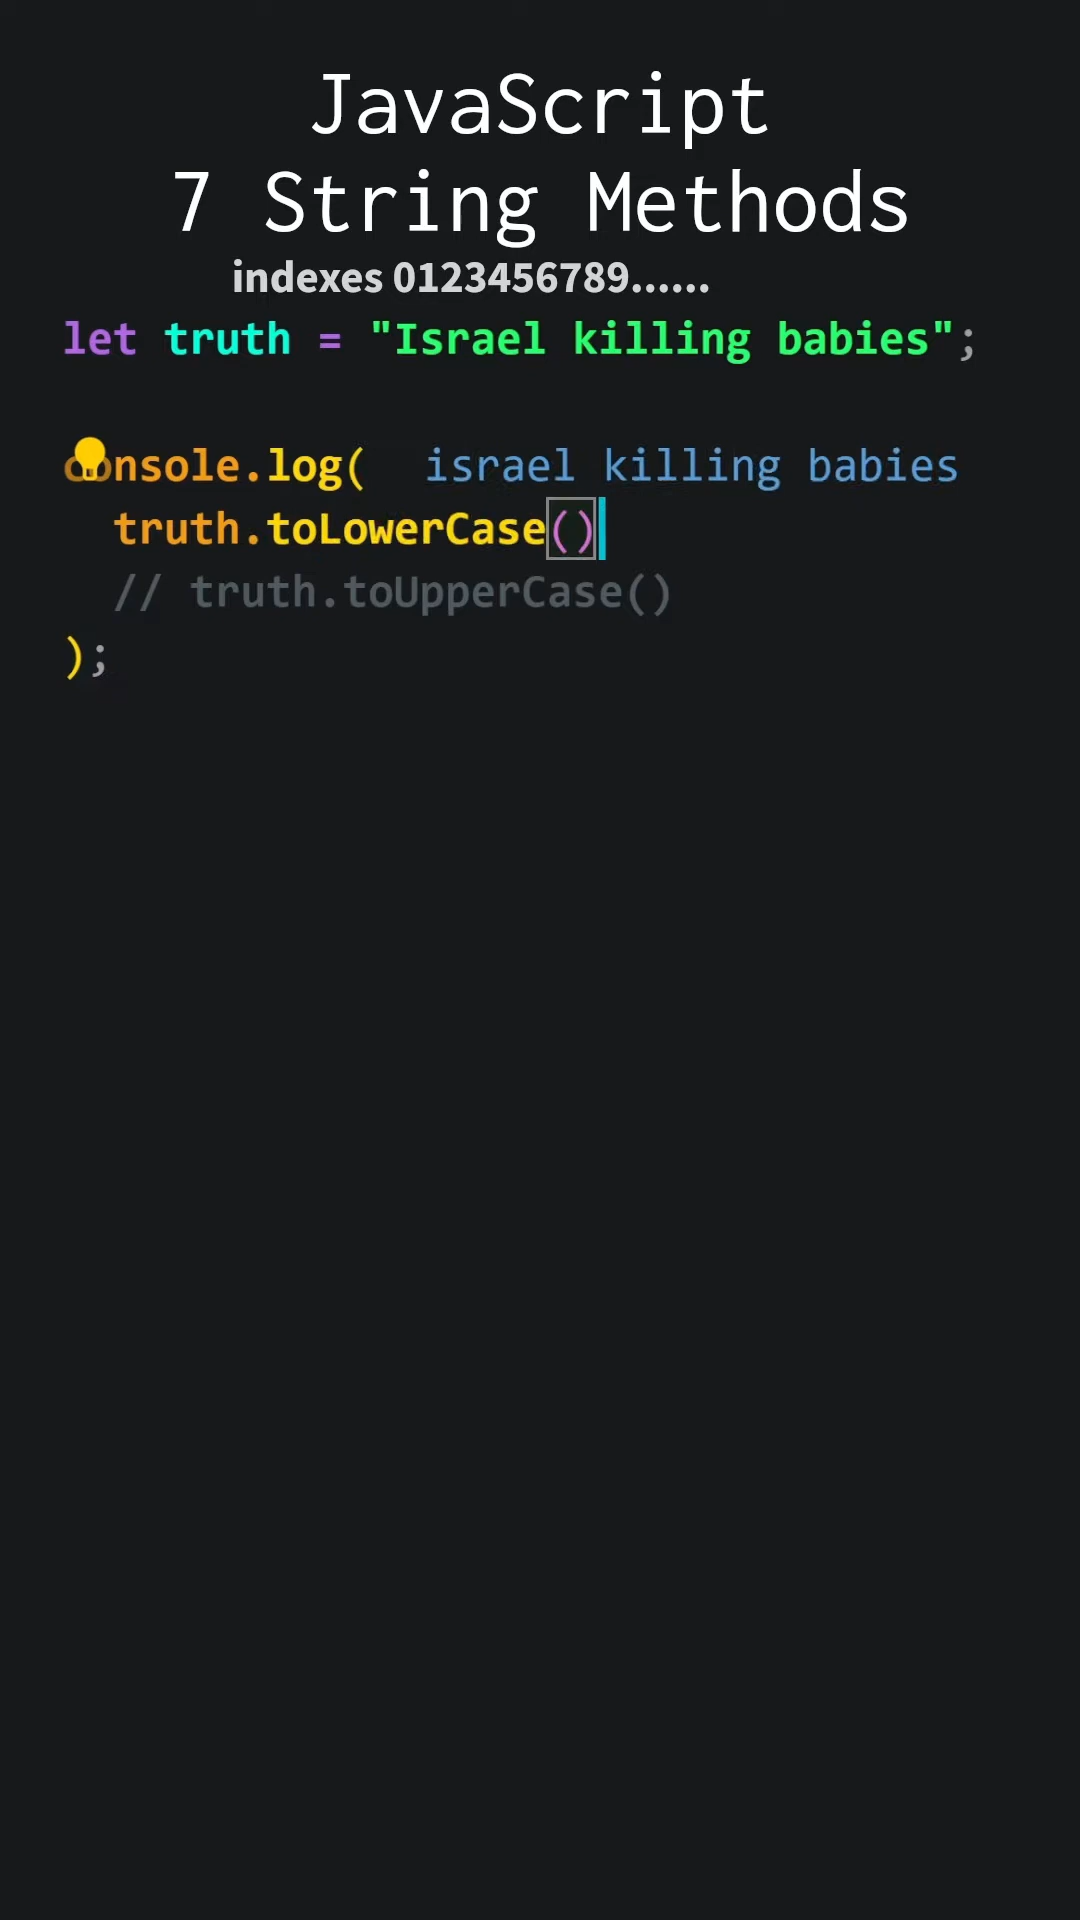 JavaScript
7 String Methods
indexes 0123456789......
let truth = "Israel killing babies";
console.log(  israel killing babies
  truth.toLowerCase()
  // truth.toUpperCase()
);